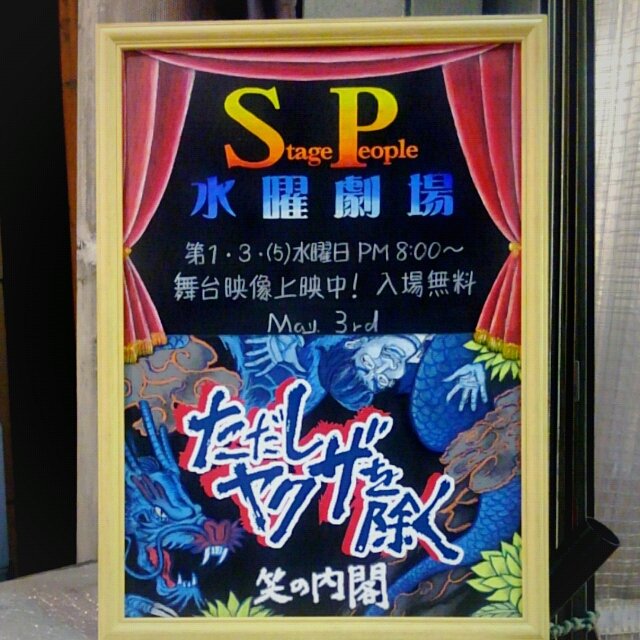 Stage People
水曜劇場
第1・3・(5)水曜日 PM 8:00〜
舞台映像上映中! 入場無料
May 3rd
ただし
ヤクザを
除く
笑の内閣